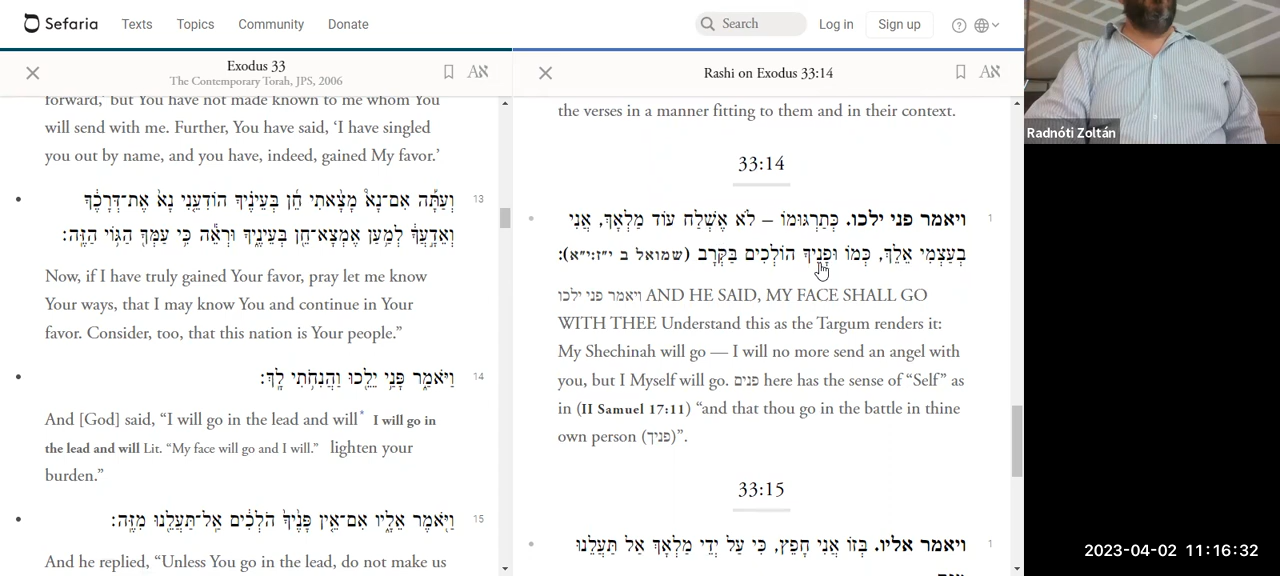 Sefaria
Texts
Topics
Community
Donate
Search
Log in
Sign up
Exodus 33
The Contemporary Torah, JPS, 2006
forward,' but You have not made known to me whom You
will send with me. Further, You have said, ‘I have singled
you out by name, and you have, indeed, gained My favor.’
13
וְעַתָּ֡ה אִם־נָא֩ מָצָ֨אתִי חֵ֜ן בְּעֵינֶ֗יךָ הוֹדִעֵ֤נִי נָא֙ אֶת־דְּרָכֶ֔ךָ
וְאֵדָ֣עֲךָ֔ לְמַ֥עַן אֶמְצָא־חֵ֖ן בְּעֵינֶ֑יךָ וּרְאֵ֕ה כִּ֥י עַמְּךָ֖ הַגּ֥וֹי הַזֶּֽה׃
Now, if I have truly gained Your favor, pray let me know
Your ways, that I may know You and continue in Your
favor. Consider, too, that this nation is Your people.”
14
וַיֹּאמַ֑ר פָּנַ֥י יֵלֵ֖כוּ וַהֲנִחֹ֥תִי לָֽךְ׃
And [God] said, “I will go in the lead and will* I will go in
the lead and will Lit. “My face will go and I will.” lighten your
burden.”
15
וַיֹּ֖אמֶר אֵלָ֑יו אִם־אֵ֤ין פָּנֶ֙יךָ֙ הֹלְכִ֔ים אַֽל־תַּעֲלֵ֖נוּ מִזֶּֽה׃
And he replied, “Unless You go in the lead, do not make us
Rashi on Exodus 33:14
the verses in a manner fitting to them and in their context.
33:14
1
ויאמר פני ילכו. כְּתַרְגּוּמוֹ – לֹא אֶשְׁלַח עוֹד מַלְאָךְ, אֲנִי
בְעַצְמִי אֵלֵךְ, כְּמוֹ וּפָנֶיךָ הוֹלְכִים בַּקְרָב (שמואל ב י״ז:י״א):
ויאמר פני ילכו AND HE SAID, MY FACE SHALL GO
WITH THEE Understand this as the Targum renders it:
My Shechinah will go — I will no more send an angel with
you, but I Myself will go. פנים here has the sense of “Self” as
in (II Samuel 17:11) “and that thou go in the battle in thine
own person (פניך)”.
33:15
1
ויאמר אליו. בְּזוֹ אֲנִי חָפֵץ, כִּי עַל יְדֵי מַלְאָךְ אַל תַּעֲלֵנוּ
Radnóti Zoltán
2023-04-02 11:16:32